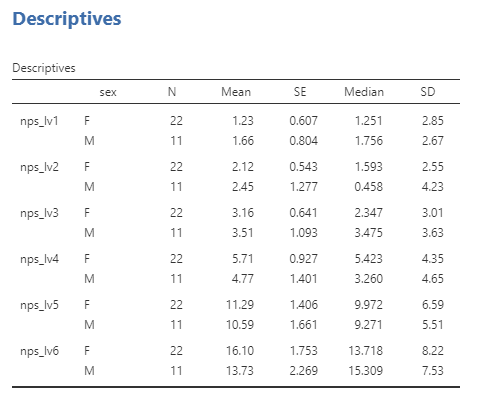 Descriptives
Descriptives
sex N Mean SE Median SD
nps_lv1 F 22 1.23 0.607 1.251 2.85
M 11 1.66 0.804 1.756 2.67
nps_lv2 F 22 2.12 0.543 1.593 2.55
M 11 2.45 1.277 0.458 4.23
nps_lv3 F 22 3.16 0.641 2.347 3.01
M 11 3.51 1.093 3.475 3.63
nps_lv4 F 22 5.71 0.927 5.423 4.35
M 11 4.77 1.401 3.260 4.65
nps_lv5 F 22 11.29 1.406 9.972 6.59
M 11 10.59 1.661 9.271 5.51
nps_lv6 F 22 16.10 1.753 13.718 8.22
M 11 13.73 2.269 15.309 7.53